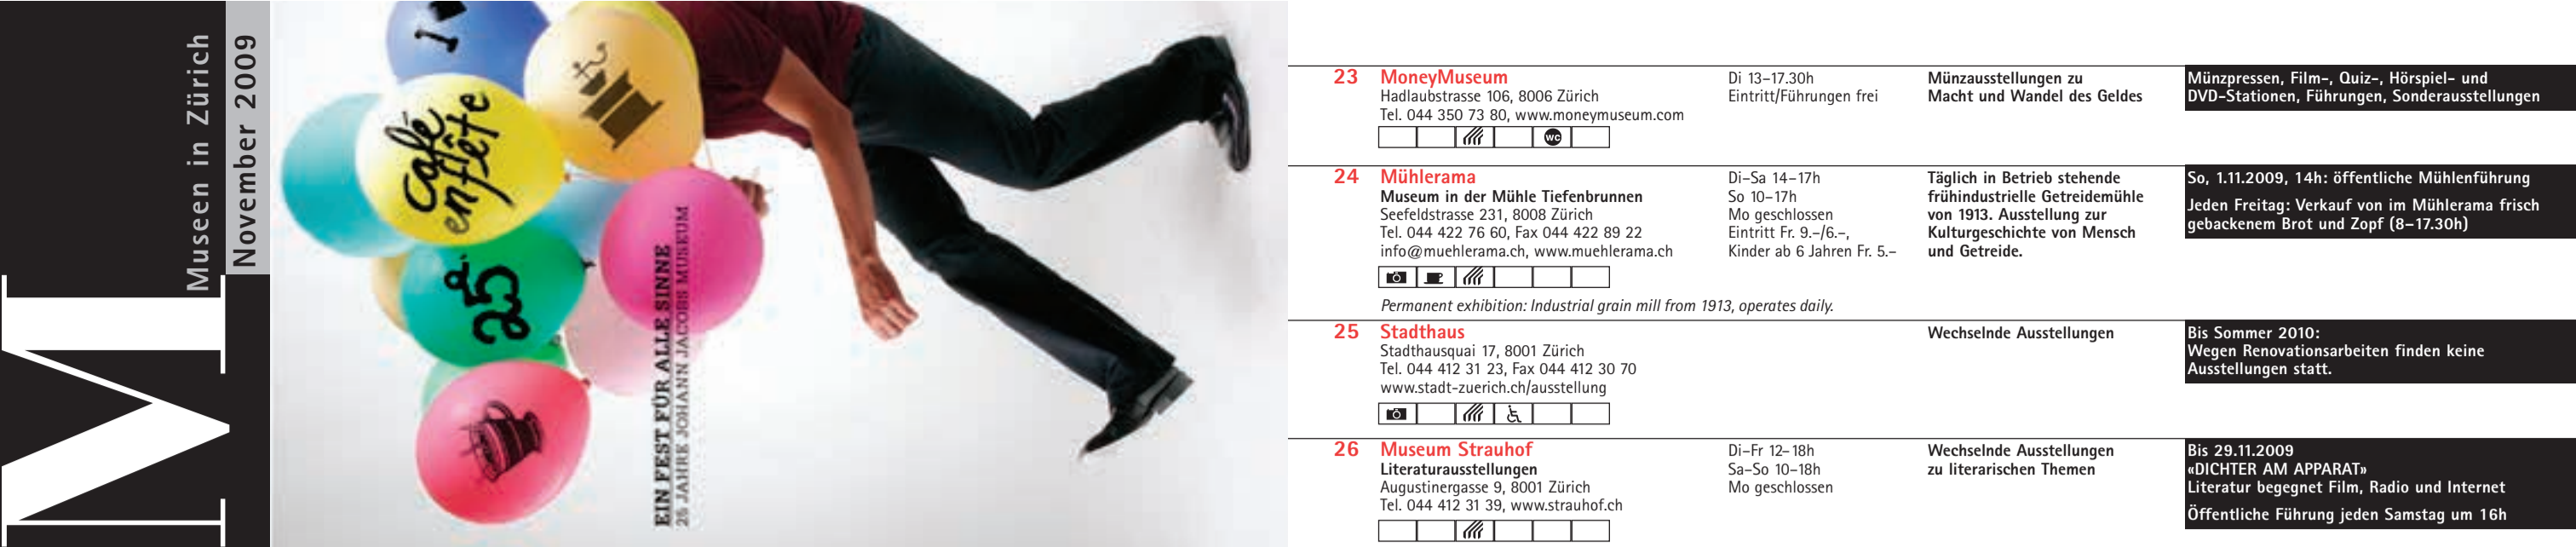 M
Museen in Zürich
November 2009
café
en fête
25
EIN FEST FÜR ALLE SINNE
25 JAHRE JOHANN JACOBS MUSEUM
23 MoneyMuseum
Hadlaubstrasse 106, 8006 Zürich
Tel. 044 350 73 80, www.moneymuseum.com
WC
Di 13–17.30h
Eintritt/Führungen frei
Münzausstellungen zu
Macht und Wandel des Geldes
Münzpressen, Film-, Quiz-, Hörspiel- und
DVD-Stationen, Führungen, Sonderausstellungen
24 Mühlerama
Museum in der Mühle Tiefenbrunnen
Seefeldstrasse 231, 8008 Zürich
Tel. 044 422 76 60, Fax 044 422 89 22
info@muehlerama.ch, www.muehlerama.ch
Permanent exhibition: Industrial grain mill from 1913, operates daily.
Di–Sa 14–17h
So 10–17h
Mo geschlossen
Eintritt Fr. 9.–/6.–,
Kinder ab 6 Jahren Fr. 5.–
Täglich in Betrieb stehende
frühindustrielle Getreidemühle
von 1913. Ausstellung zur
Kulturgeschichte von Mensch
und Getreide.
So, 1.11.2009, 14h: öffentliche Mühlenführung
Jeden Freitag: Verkauf von im Mühlerama frisch
gebackenem Brot und Zopf (8–17.30h)
25 Stadthaus
Stadthausquai 17, 8001 Zürich
Tel. 044 412 31 23, Fax 044 412 30 70
www.stadt-zuerich.ch/ausstellung
Wechselnde Ausstellungen
Bis Sommer 2010:
Wegen Renovationsarbeiten finden keine
Ausstellungen statt.
26 Museum Strauhof
Literaturausstellungen
Augustinergasse 9, 8001 Zürich
Tel. 044 412 31 39, www.strauhof.ch
Di–Fr 12–18h
Sa–So 10–18h
Mo geschlossen
Wechselnde Ausstellungen
zu literarischen Themen
Bis 29.11.2009
«DICHTER AM APPARAT»
Literatur begegnet Film, Radio und Internet
Öffentliche Führung jeden Samstag um 16h